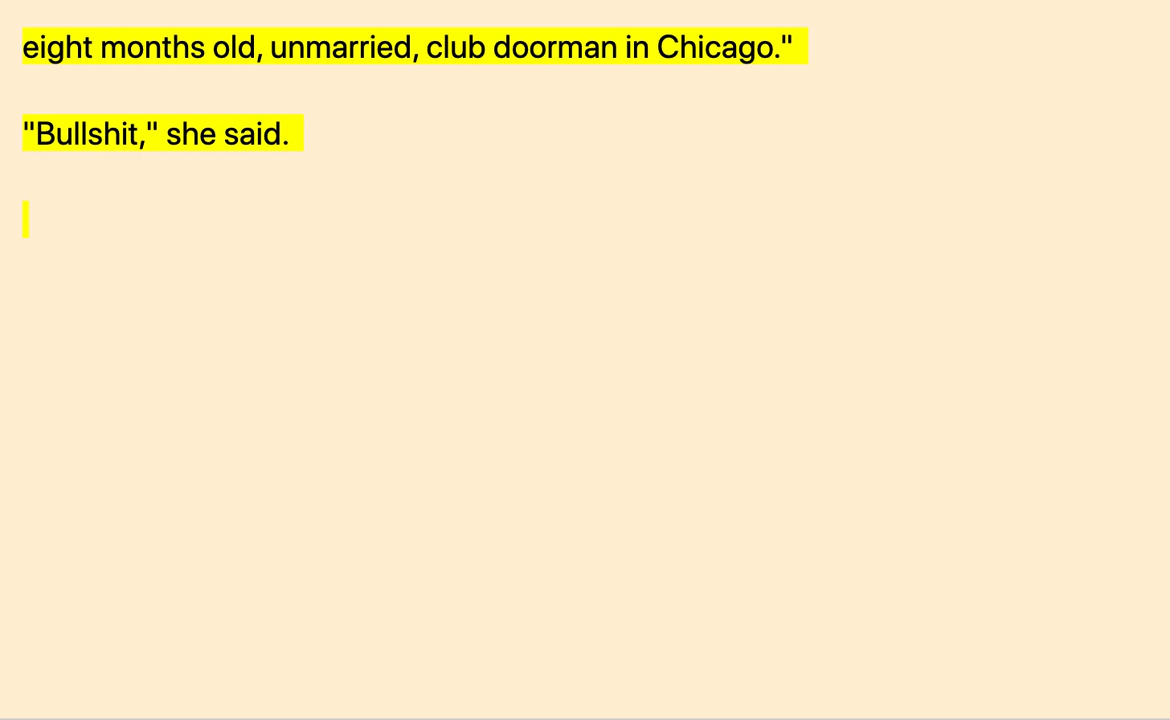 eight months old, unmarried, club doorman in Chicago."
"Bullshit," she said.